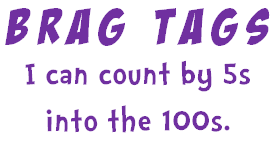 BRAG TAGS
I can count by 5s
into the 100s.